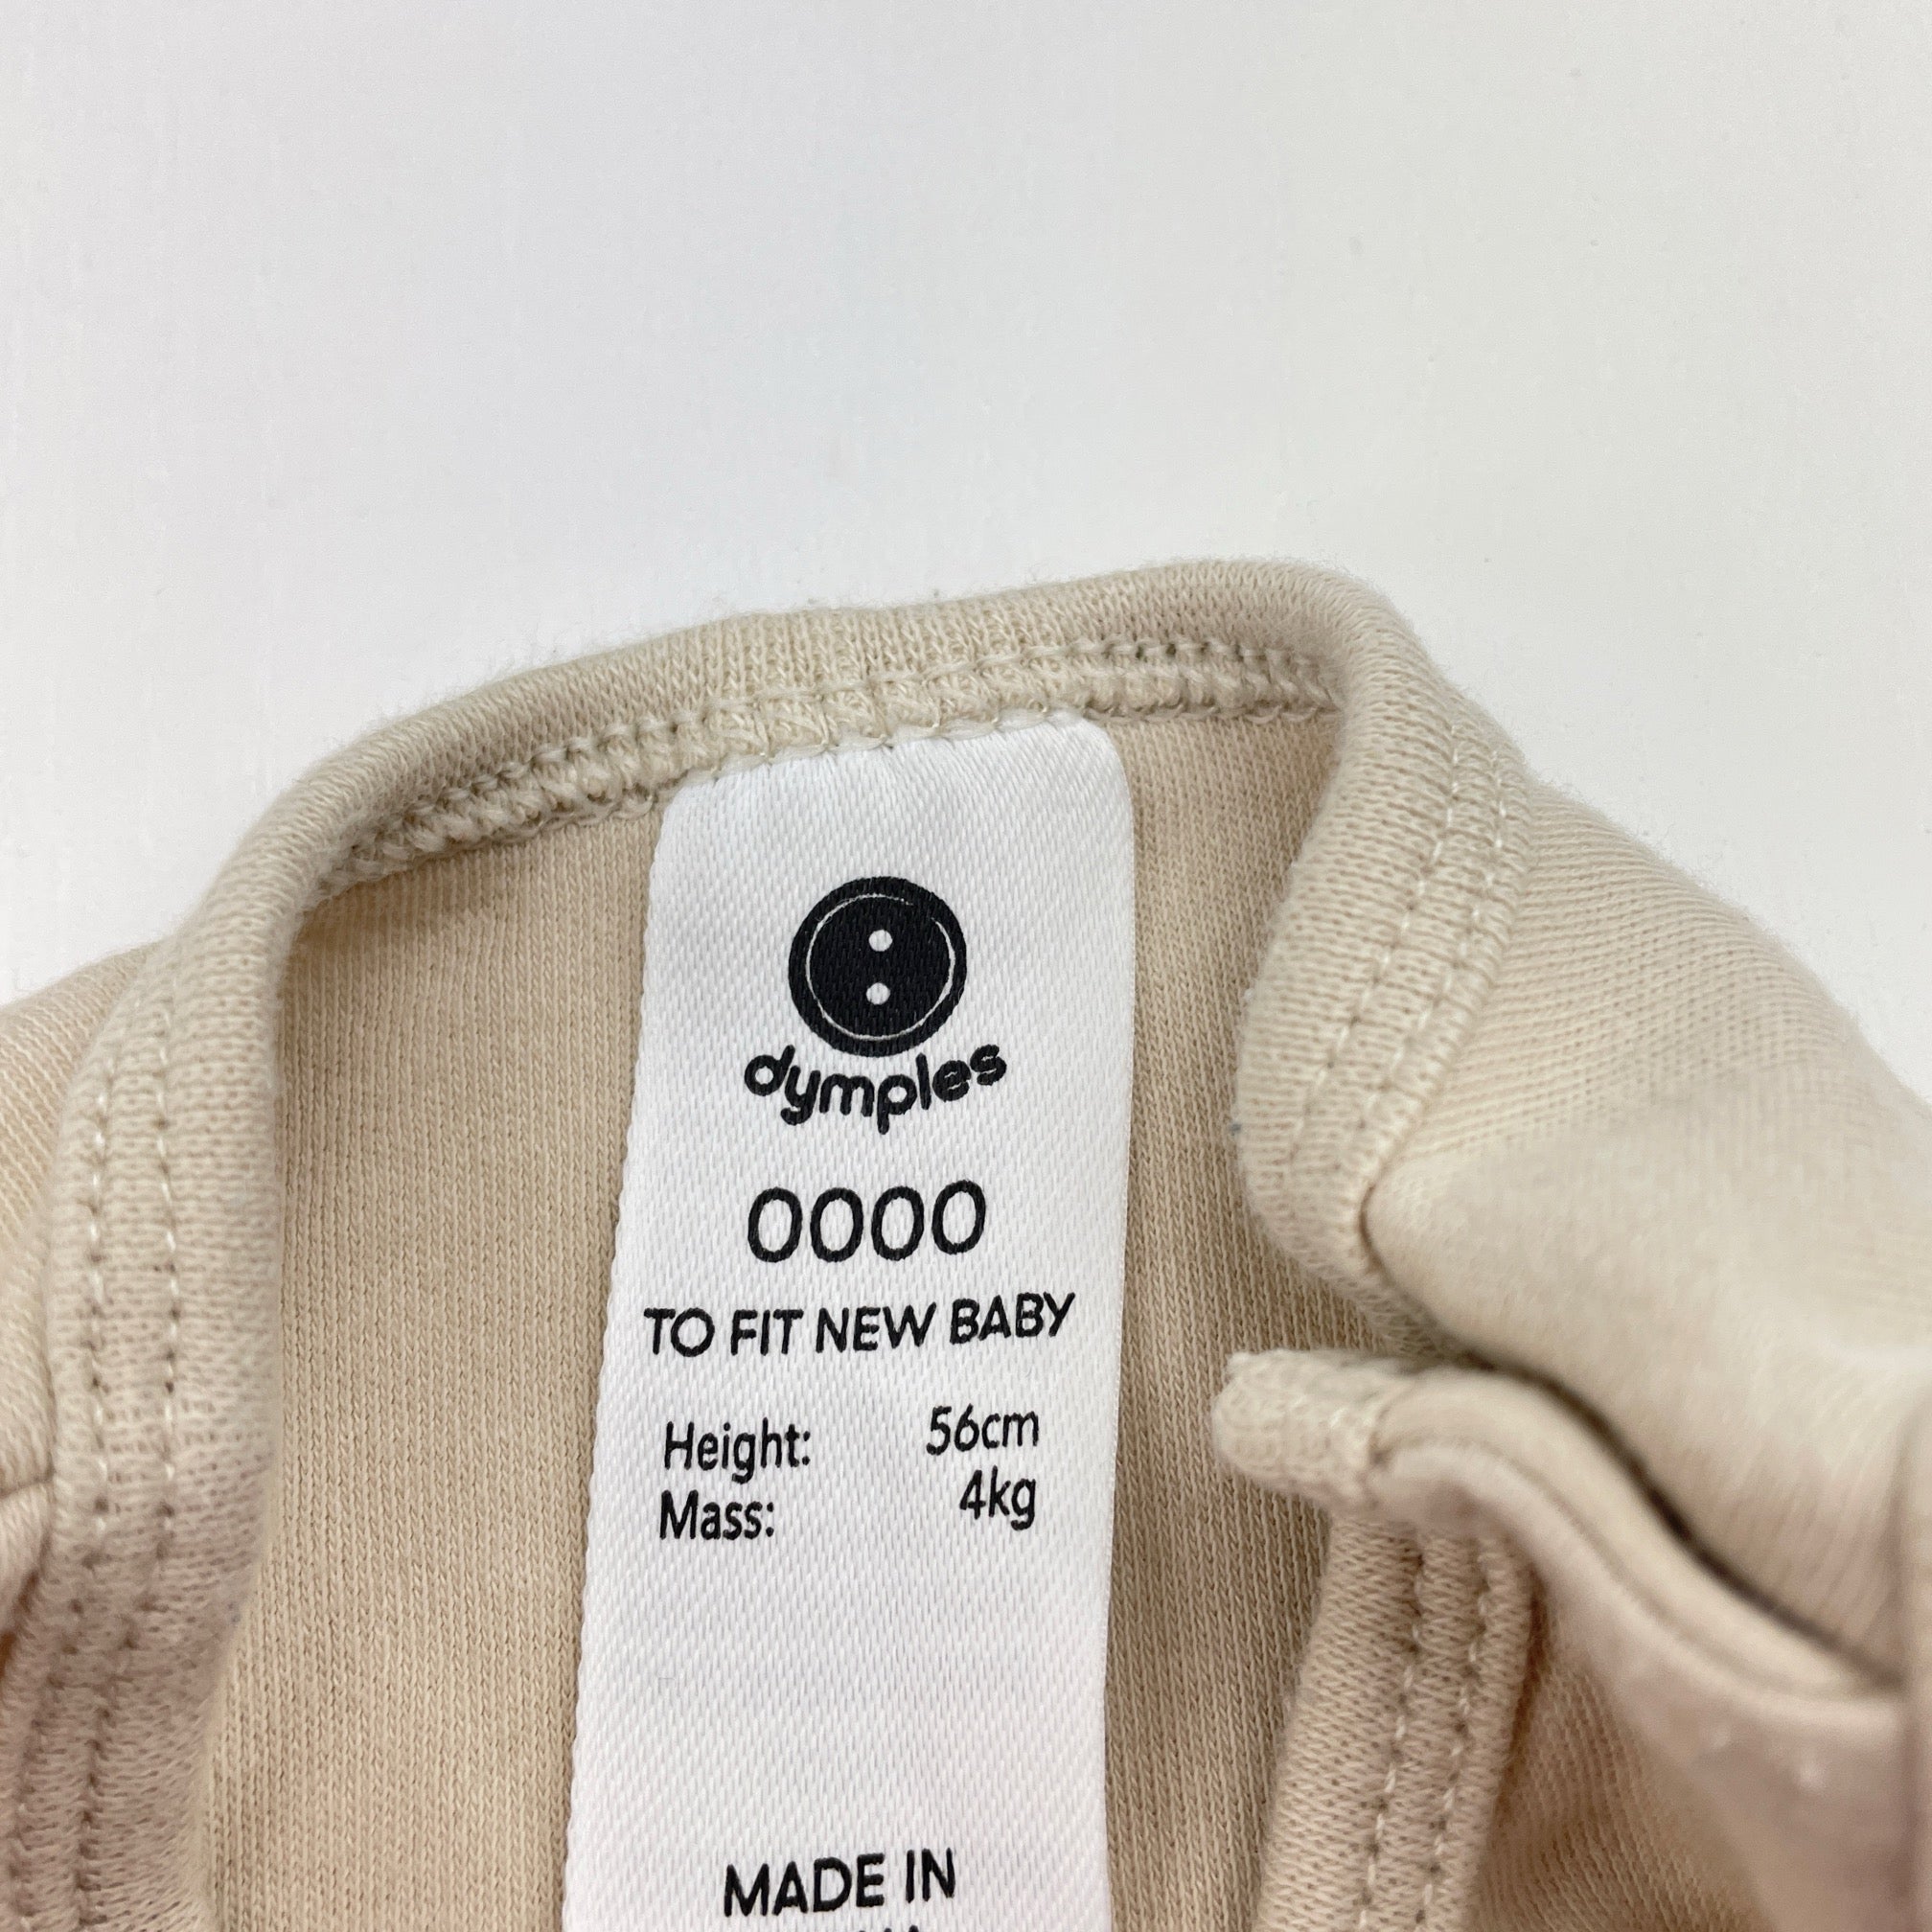 dymples
0000
TO FIT NEW BABY
Height: 56cm
Mass: 4kg
MADE IN